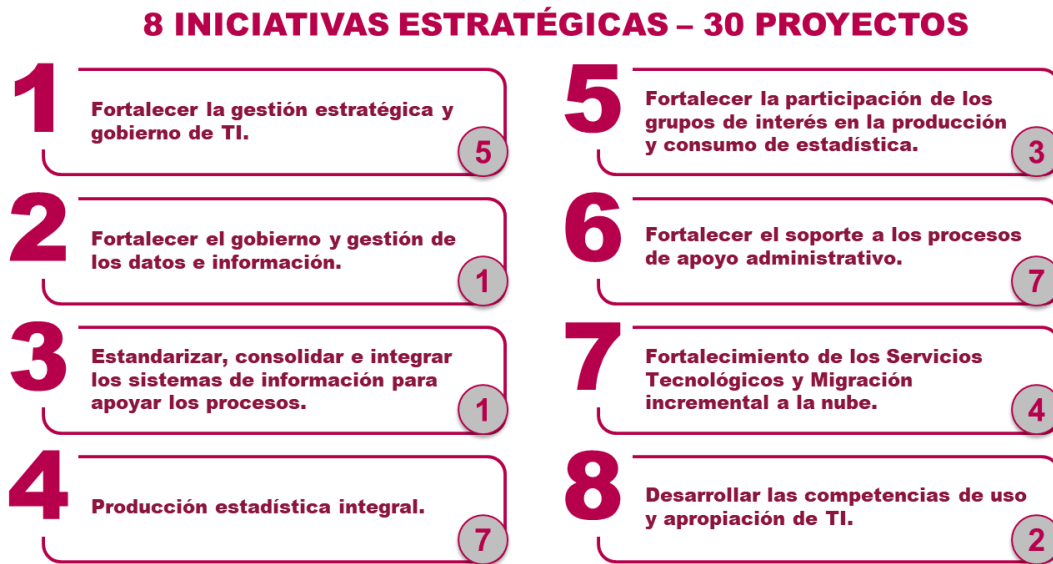 8 INICIATIVAS ESTRATÉGICAS – 30 PROYECTOS
1
Fortalecer la gestión estratégica y
gobierno de TI.
5
2
Fortalecer el gobierno y gestión de
los datos e información.
1
3
Estandarizar, consolidar e integrar
los sistemas de información para
apoyar los procesos.
1
4
Producción estadística integral.
7
5
Fortalecer la participación de los
grupos de interés en la producción
y consumo de estadística.
3
6
Fortalecer el soporte a los procesos
de apoyo administrativo.
7
7
Fortalecimiento de los Servicios
Tecnológicos y Migración
incremental a la nube.
4
8
Desarrollar las competencias de uso
y apropiación de TI.
2